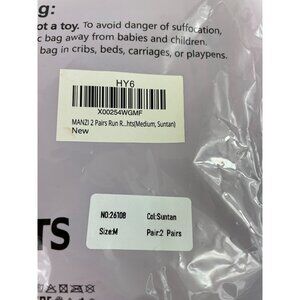 g:
ot a toy. To avoid danger of suffocation,
c bag away from babies and children.
bag in cribs, beds, carriages, or playpens.
HY6
X00254WGMF
MANZI 2 Pairs Run R...hts(Medium, Suntan)
New
NO:26108 Col:Suntan
Size:M Pair:2 Pairs
TS